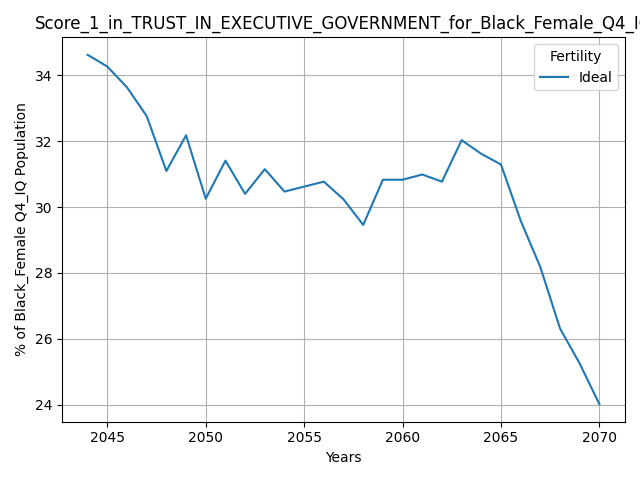 Score_1_in_TRUST_IN_EXECUTIVE_GOVERNMENT_for_Black_Female_Q4_I
Fertility
Ideal
% of Black_Female Q4_IQ Population
34
32
30
28
26
24
2045
2050
2055
2060
2065
2070
Years